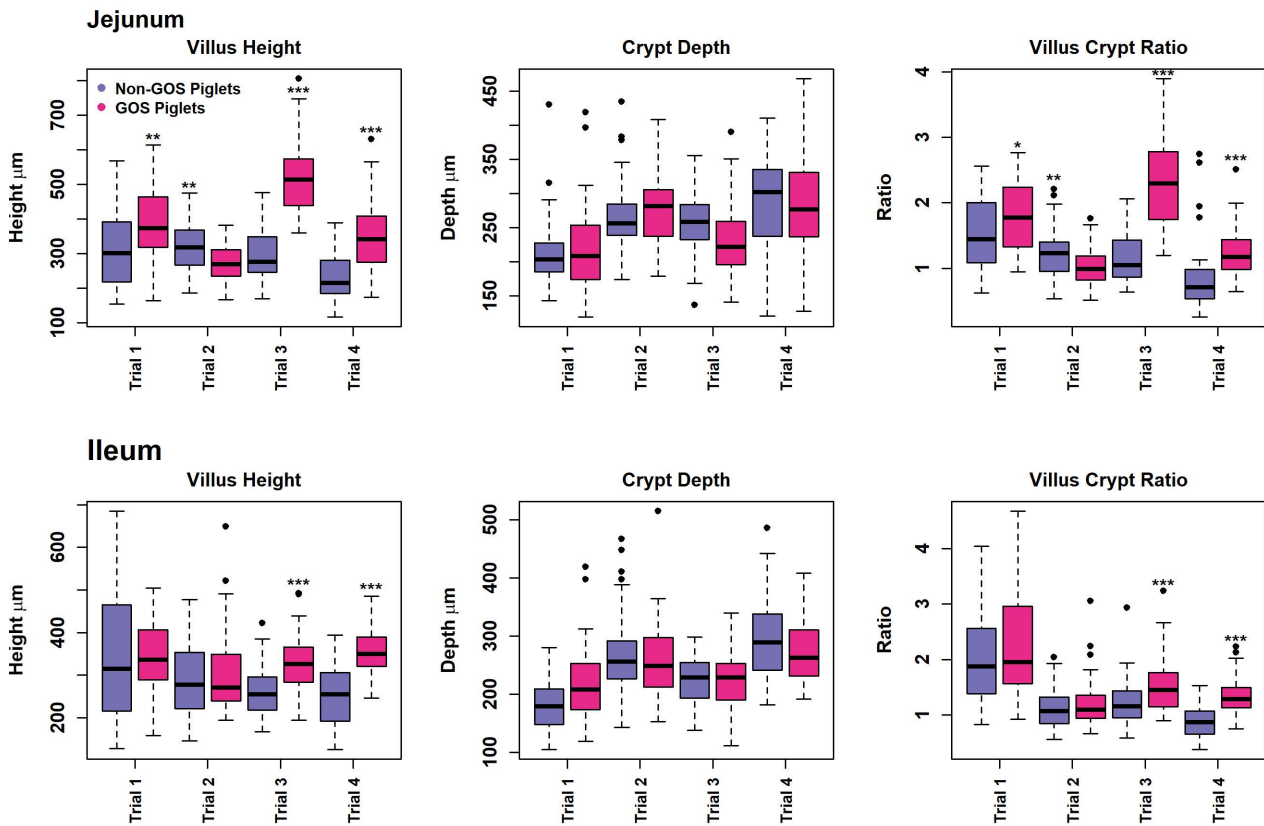 Jejunum
Villus Height
Crypt Depth
Villus Crypt Ratio
Non-GOS Piglets
GOS Piglets
Height μm
100
300
500
700
**
**
***
***
Trial 1
Trial 2
Trial 3
Trial 4
Depth μm
150
250
350
450
Trial 1
Trial 2
Trial 3
Trial 4
Ratio
1
2
3
4
*
**
***
***
Trial 1
Trial 2
Trial 3
Trial 4
Ileum
Villus Height
Crypt Depth
Villus Crypt Ratio
Height μm
200
400
600
***
***
Trial 1
Trial 2
Trial 3
Trial 4
Depth μm
100
200
300
400
500
Trial 1
Trial 2
Trial 3
Trial 4
Ratio
1
2
3
4
***
***
Trial 1
Trial 2
Trial 3
Trial 4